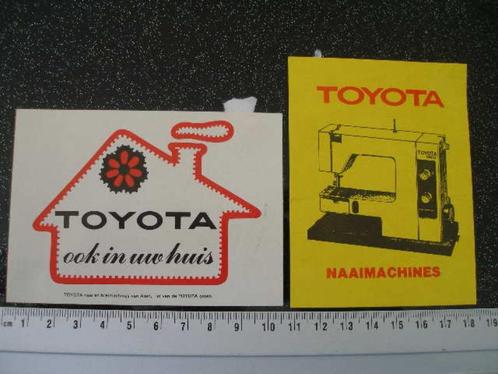 TOYOTA
ook in uw huis
TOYOTA
TOYOTA
NAAIMACHINES
cm 1 2 3 4 5 6 7 8 9 10 11 12 13 14 15 16 17 18 19